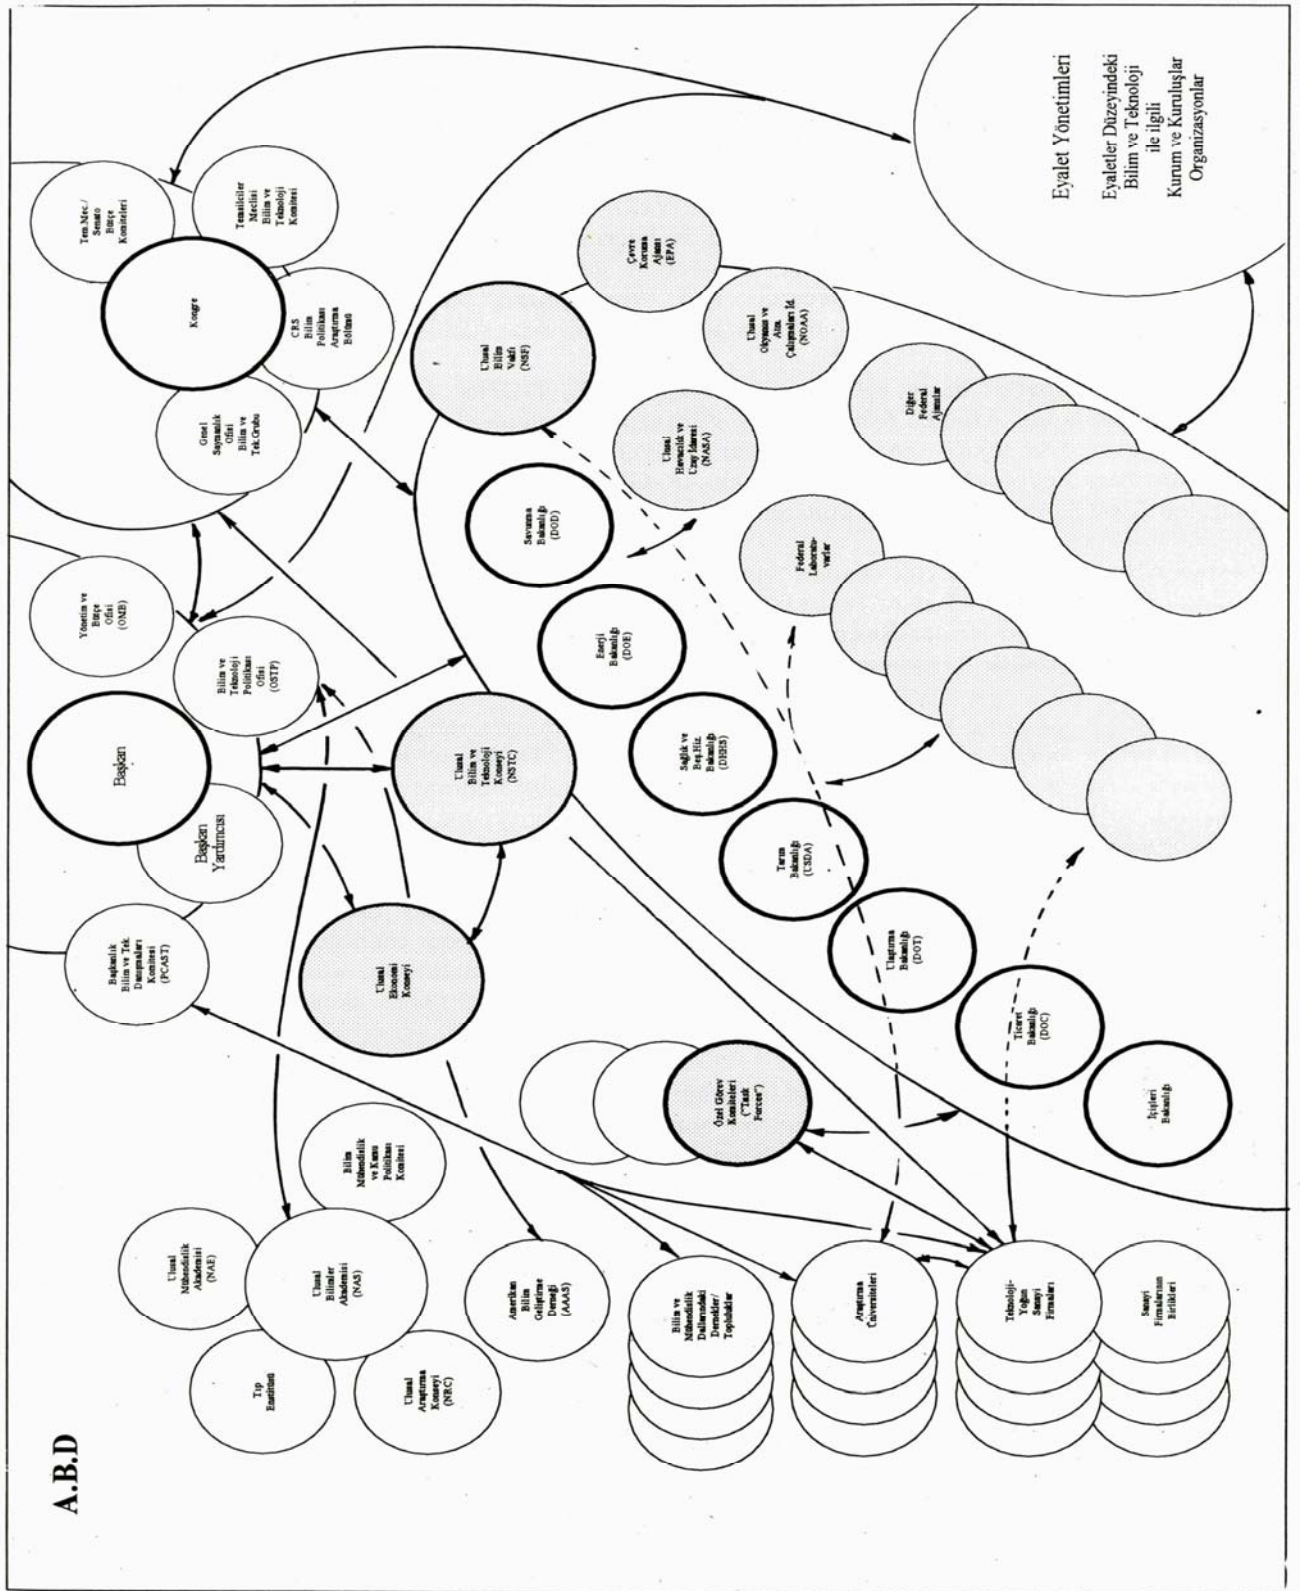 A.B.D
Ulusal
Mühendislik
Akademisi
(NAE)
Tıp
Enstitüsü
Ulusal
Bilimler
Akademisi
(NAS)
Bilim
Mühendislik
ve Kamu
Politikası
Komitesi
Ulusal
Araştırma
Konseyi
(NRC)
Amerikan
Bilim
Geliştirme
Derneği
(AAAS)
Başkanlık
Bilim ve Tek.
Danışmaları
Komitesi
(PCAST)
Başkan
Yardımcısı
Başkan
Yönetim ve
Bütçe
Ofisi
(OMB)
Bilim ve
Teknoloji
Politikası
Ofisi
(OSTP)
Tem.Mec./
Senato
Bütçe
Komiteleri
Kongre
Temsilciler
Meclisi
Bilim ve
Teknoloji
Komitesi
Genel
Saymanlık
Ofisi
Bilim ve
Tek.Grubu
CRS
Bilim
Politikası
Araştırma
Bölümü
Ulusal
Ekonomi
Konseyi
Ulusal
Bilim ve
Teknoloji
Konseyi
(NSTC)
Ulusal
Bilim
Vakfı
(NSF)
Savunma
Bakanlığı
(DOD)
Enerji
Bakanlığı
(DOE)
Sağlık ve
Beş.Hiz.
Bakanlığı
(DHHS)
Tarım
Bakanlığı
(USDA)
Ulaştırma
Bakanlığı
(DOT)
Ticaret
Bakanlığı
(DOC)
İçişleri
Bakanlığı
Çevre
Koruma
Ajansı
(EPA)
Ulusal
Havacılık ve
Uzay İdaresi
(NASA)
Ulusal
Okyanus ve
Atm.
Çalışmaları İd.
(NOAA)
Federal
Laboratu-
varlar
Diğer
Federal
Ajanslar
Özel Görev
Komiteleri
("Task
Forces")
Bilim ve
Mühendislik
Dallarındaki
Dernekler/
Topluluklar
Araştırma
Üniversiteleri
Teknoloji-
Yoğun
Sanayi
Firmaları
Sanayi
Firmalarının
Birlikleri
Eyalet Yönetimleri
Eyaletler Düzeyindeki
Bilim ve Teknoloji
ile ilgili
Kurum ve Kuruluşlar
Organizasyonlar